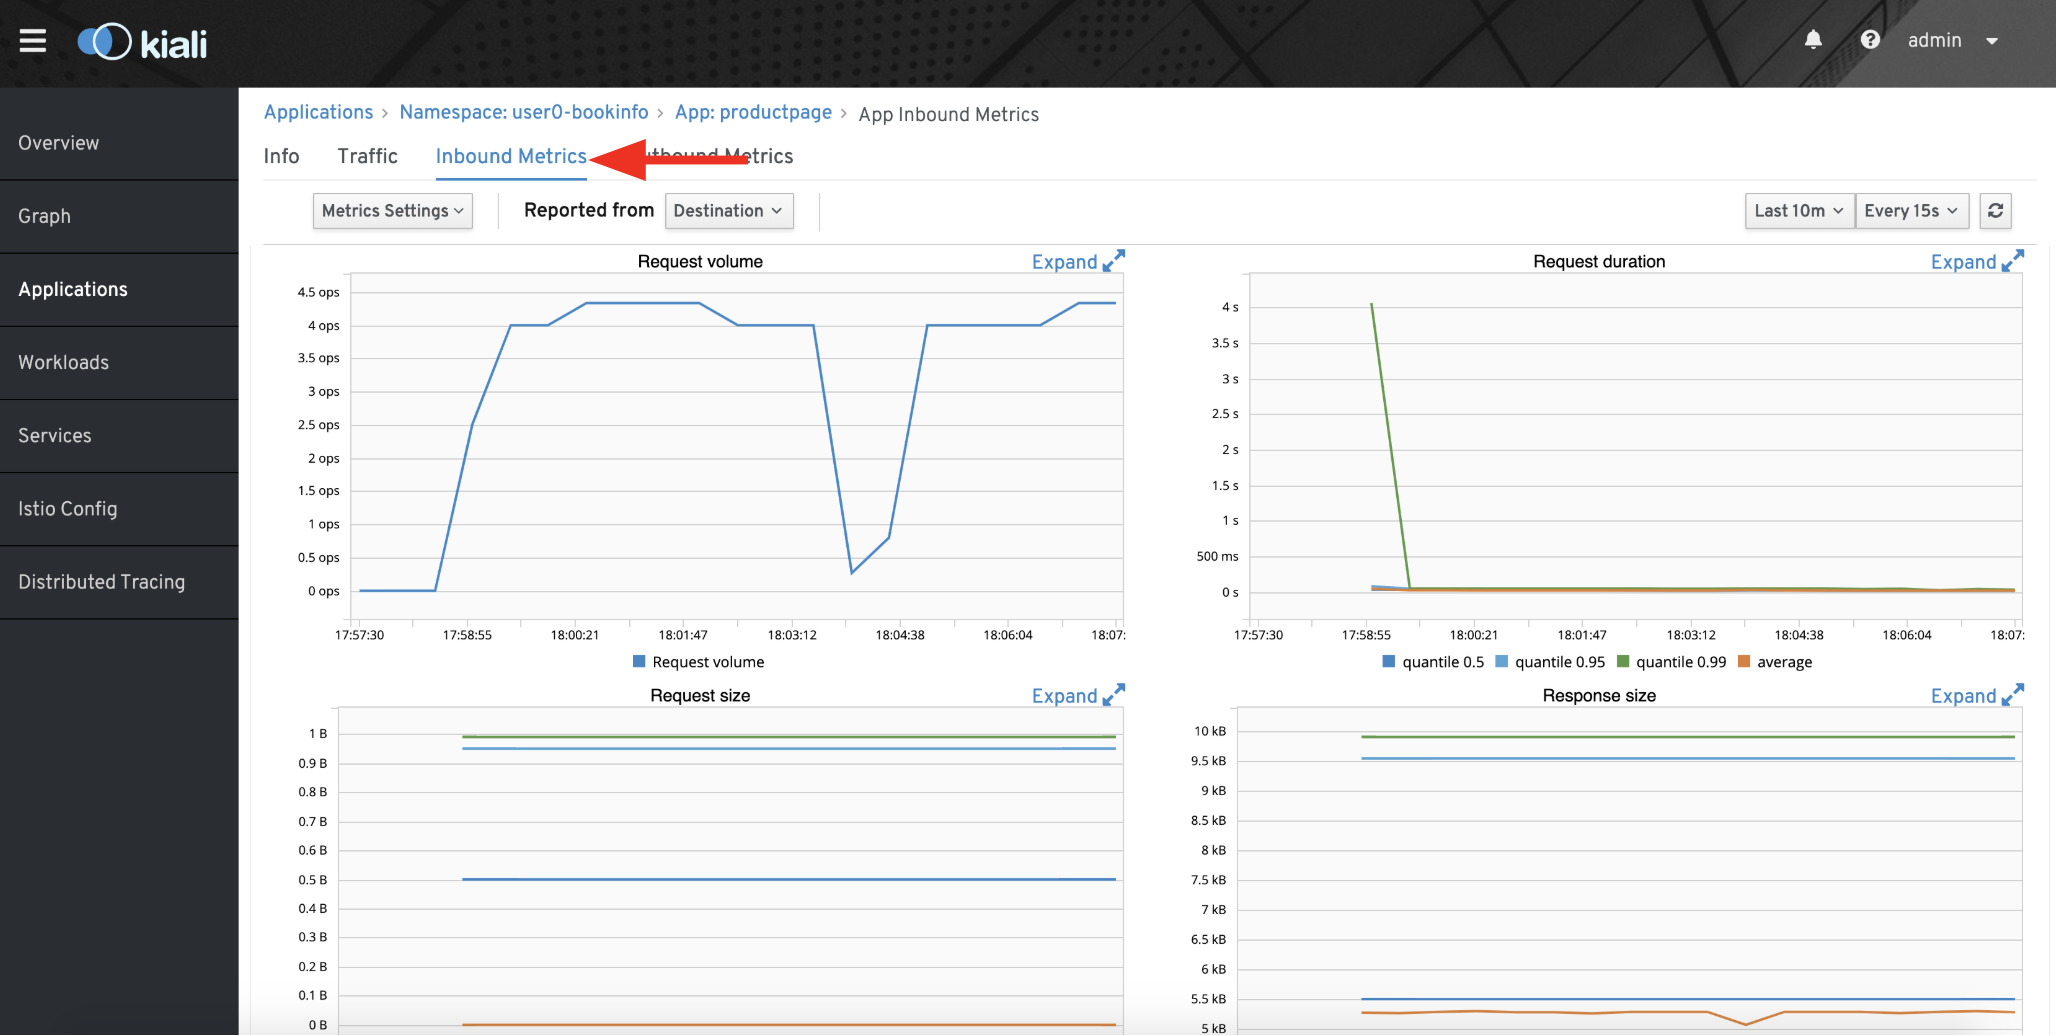 kiali
admin
Overview
Graph
Applications
Workloads
Services
Istio Config
Distributed Tracing
Applications > Namespace: user0-bookinfo > App: productpage > App Inbound Metrics
Info Traffic Inbound Metrics Metrics
Metrics Settings Reported from Destination Last 10m Every 15s
Request volume Expand
4.5 ops
4 ops
3.5 ops
3 ops
2.5 ops
2 ops
1.5 ops
1 ops
0.5 ops
0 ops
17:57:30 17:58:55 18:00:21 18:01:47 18:03:12 18:04:38 18:06:04 18:07:
Request volume
Request duration Expand
4 s
3.5 s
3 s
2.5 s
2 s
1.5 s
1 s
500 ms
0 s
17:57:30 17:58:55 18:00:21 18:01:47 18:03:12 18:04:38 18:06:04 18:07:
quantile 0.5 quantile 0.95 quantile 0.99 average
Request size Expand
1 B
0.9 B
0.8 B
0.7 B
0.6 B
0.5 B
0.4 B
0.3 B
0.2 B
0.1 B
0 B
Response size Expand
10 kB
9.5 kB
9 kB
8.5 kB
8 kB
7.5 kB
7 kB
6.5 kB
6 kB
5.5 kB
5 kB